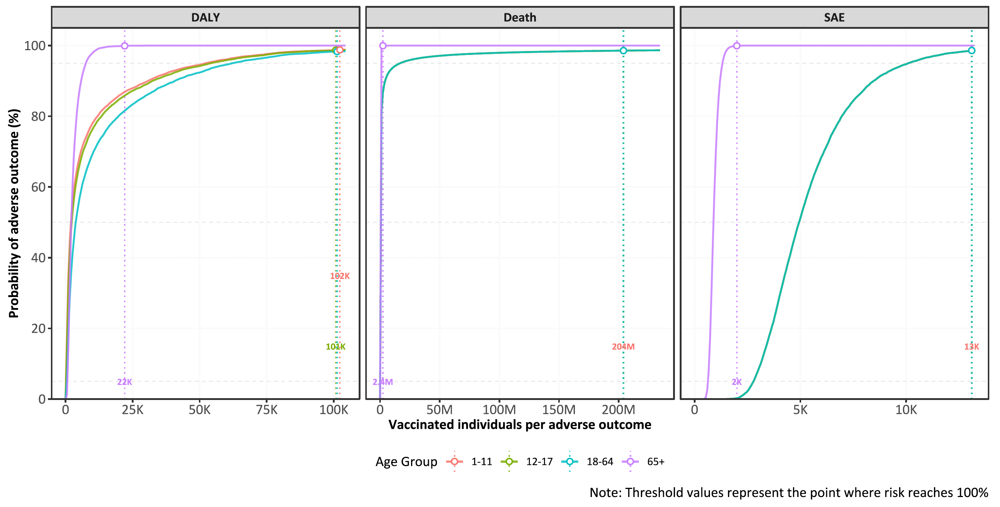 DALY
Death
SAE
Probability of adverse outcome (%)
100
80
60
40
20
0
102K
101K
22K
204M
2.4M
13K
2K
0 25K 50K 75K 100K
0 50M 100M 150M 200M
0 5K 10K
Vaccinated individuals per adverse outcome
Age Group 1-11 12-17 18-64 65+
Note: Threshold values represent the point where risk reaches 100%